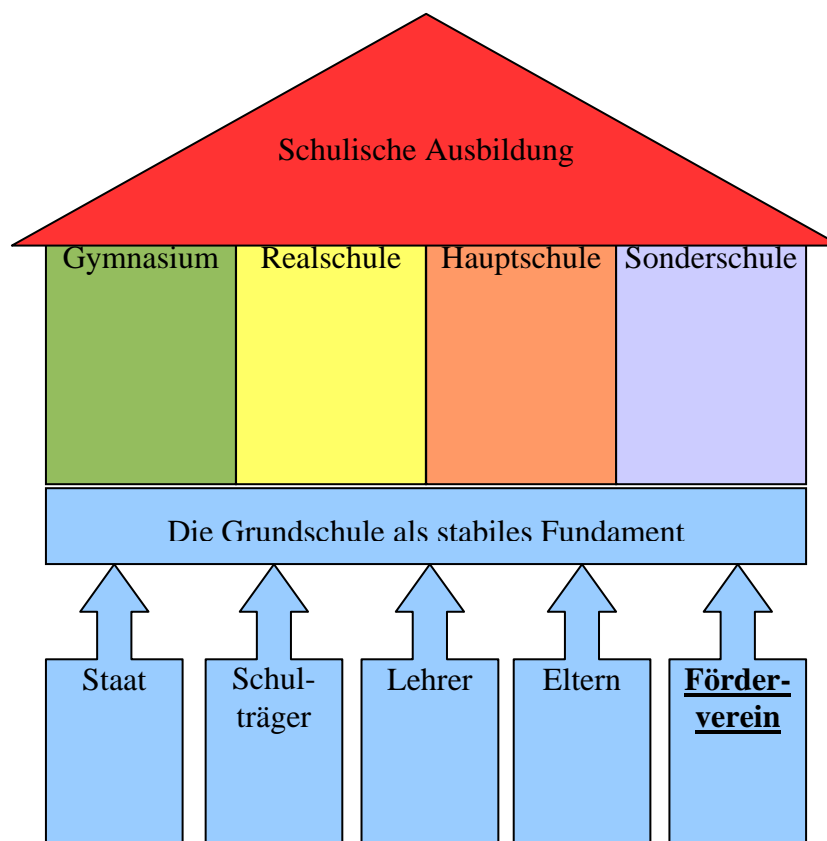 Schulische Ausbildung
Gymnasium Realschule Hauptschule Sonderschule
Die Grundschule als stabiles Fundament
Staat
Schul-
träger
Lehrer
Eltern
Förder-
verein